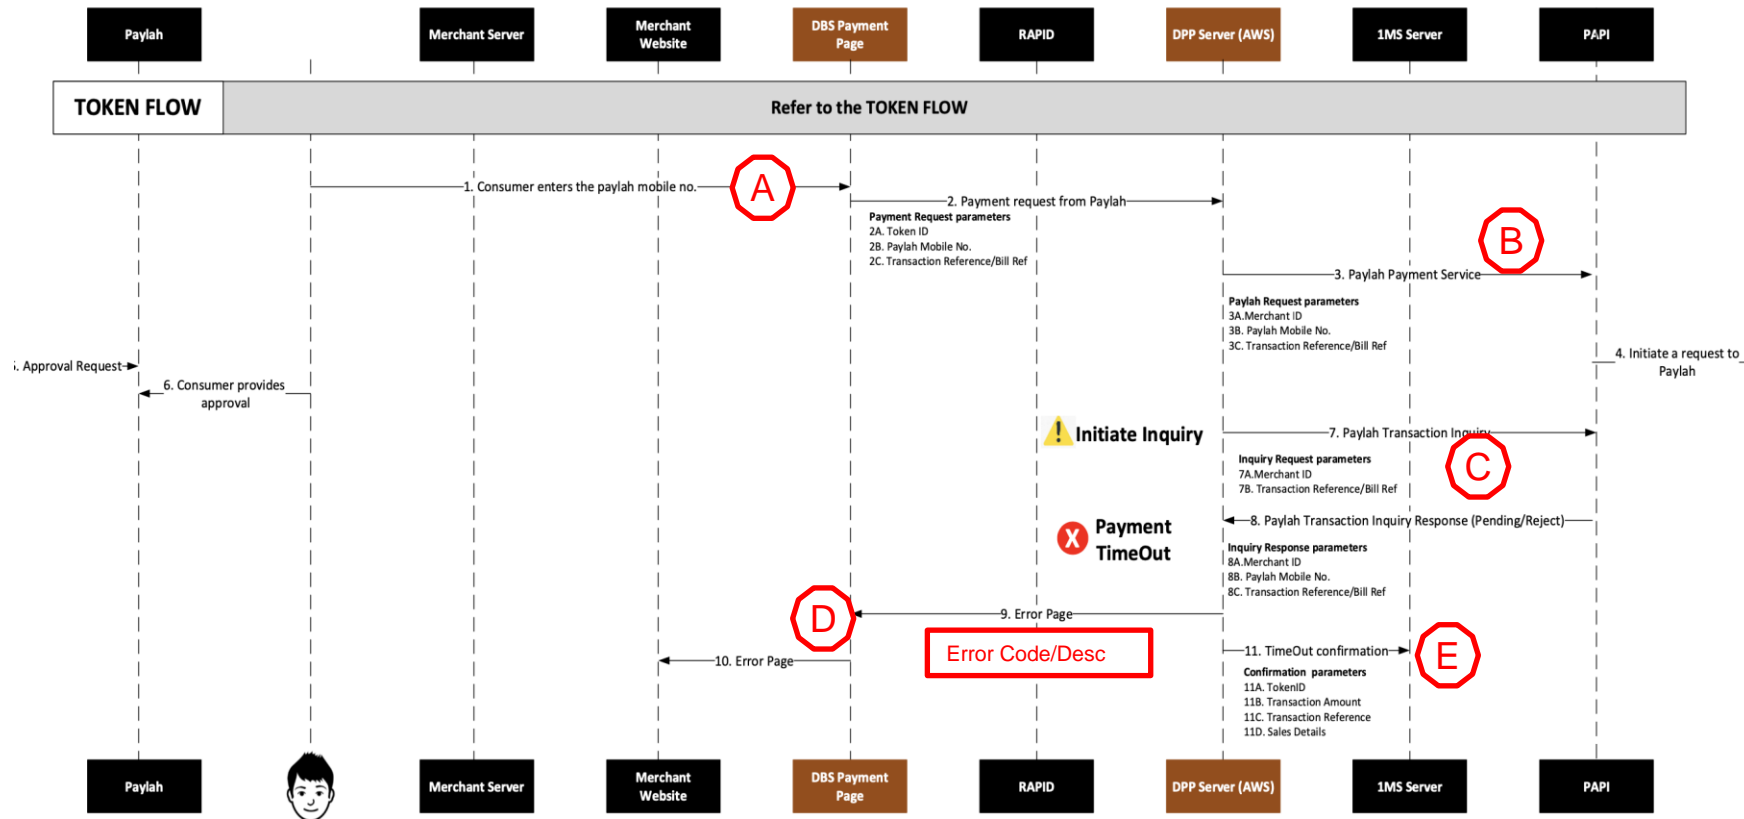 Paylah
Merchant Server
Merchant
Website
DBS Payment
Page
RAPID
DPP Server (AWS)
1MS Server
PAPI
TOKEN FLOW
Refer to the TOKEN FLOW
1. Consumer enters the paylah mobile no.
A
2. Payment request from Paylah
Payment Request parameters
2A. Token ID
2B. Paylah Mobile No.
2C. Transaction Reference/Bill Ref
B
3. Paylah Payment Service
Paylah Request parameters
3A.Merchant ID
3B. Paylah Mobile No.
3C. Transaction Reference/Bill Ref
4. Initiate a request to
Paylah
. Approval Request
6. Consumer provides
approval
Initiate Inquiry
7. Paylah Transaction Inquiry
C
Inquiry Request parameters
7A.Merchant ID
7B. Transaction Reference/Bill Ref
Payment
TimeOut
X
8. Paylah Transaction Inquiry Response (Pending/Reject)
Inquiry Response parameters
8A.Merchant ID
8B. Paylah Mobile No.
8C. Transaction Reference/Bill Ref
D
9. Error Page
Error Code/Desc
10. Error Page
11. TimeOut confirmation
E
Confirmation parameters
11A. TokenID
11B. Transaction Amount
11C. Transaction Reference
11D. Sales Details
Paylah
Merchant Server
Merchant
Website
DBS Payment
Page
RAPID
DPP Server (AWS)
1MS Server
PAPI